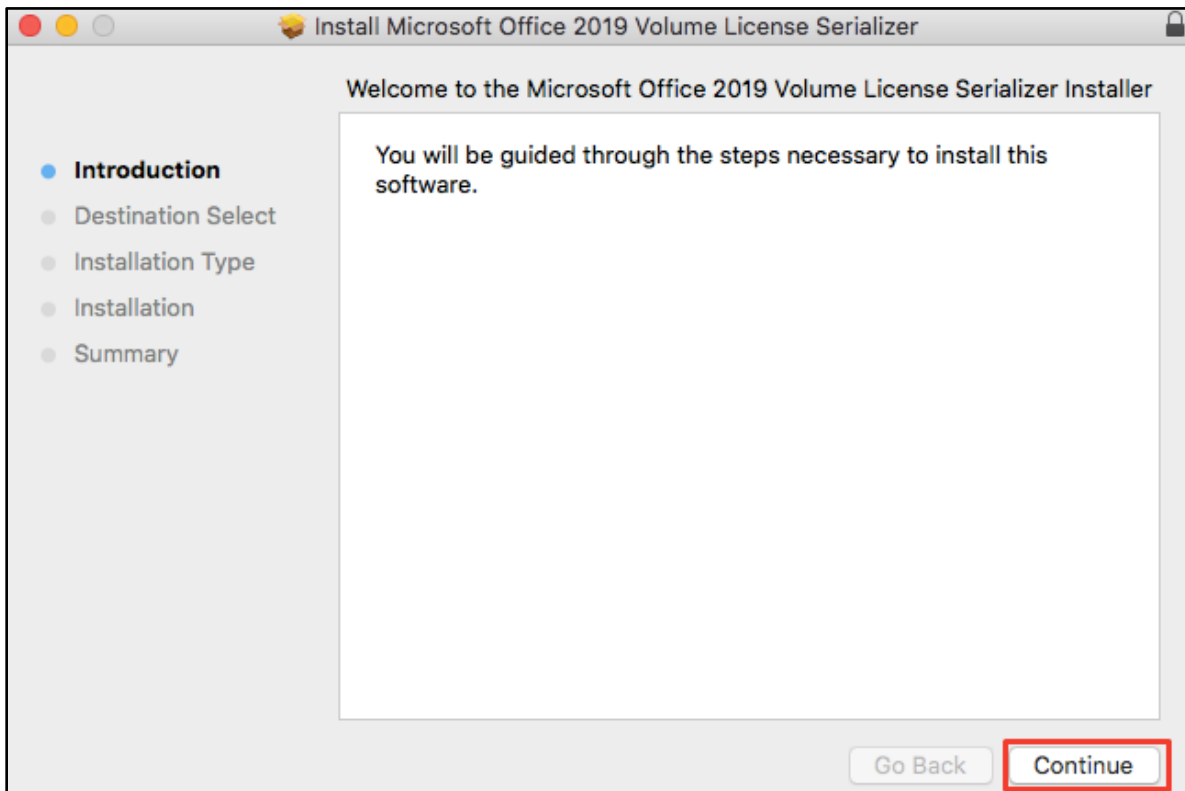 Install Microsoft Office 2019 Volume License Serializer
Welcome to the Microsoft Office 2019 Volume License Serializer Installer
Introduction
Destination Select
Installation Type
Installation
Summary
You will be guided through the steps necessary to install this
software.
Go Back
Continue